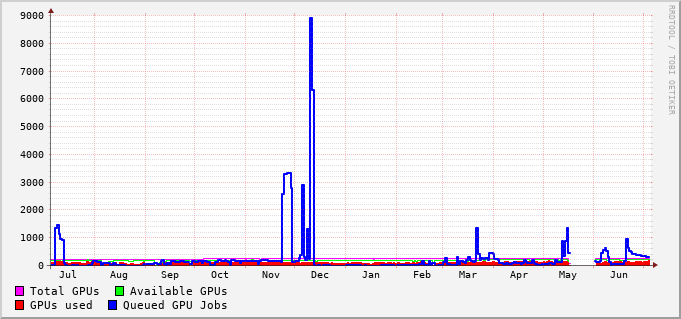 RRDTOOL / TOBI OETIKER
9000
8000
7000
6000
5000
4000
3000
2000
1000
0
Jul Aug Sep Oct Nov Dec Jan Feb Mar Apr May Jun
Total GPUs Available GPUs
GPUs used Queued GPU Jobs